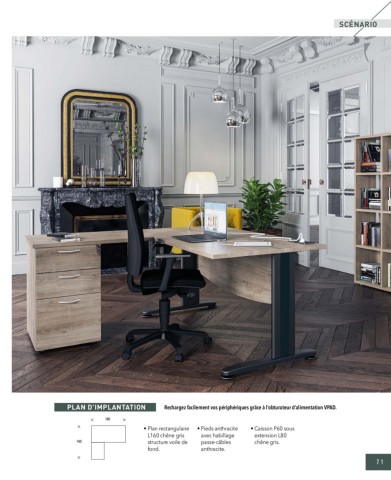 SCÉNARIO
PLAN D'IMPLANTATION
Rechargez facilement vos périphériques grâce à l'obturateur d'alimentation VPAD.
• Plan rectangulaire
L160 chêne gris
structure voile de
fond.
• Pieds anthracite
avec habillage
passe-câbles
anthracite.
• Caisson P60 sous
extension L80
chêne gris.
71